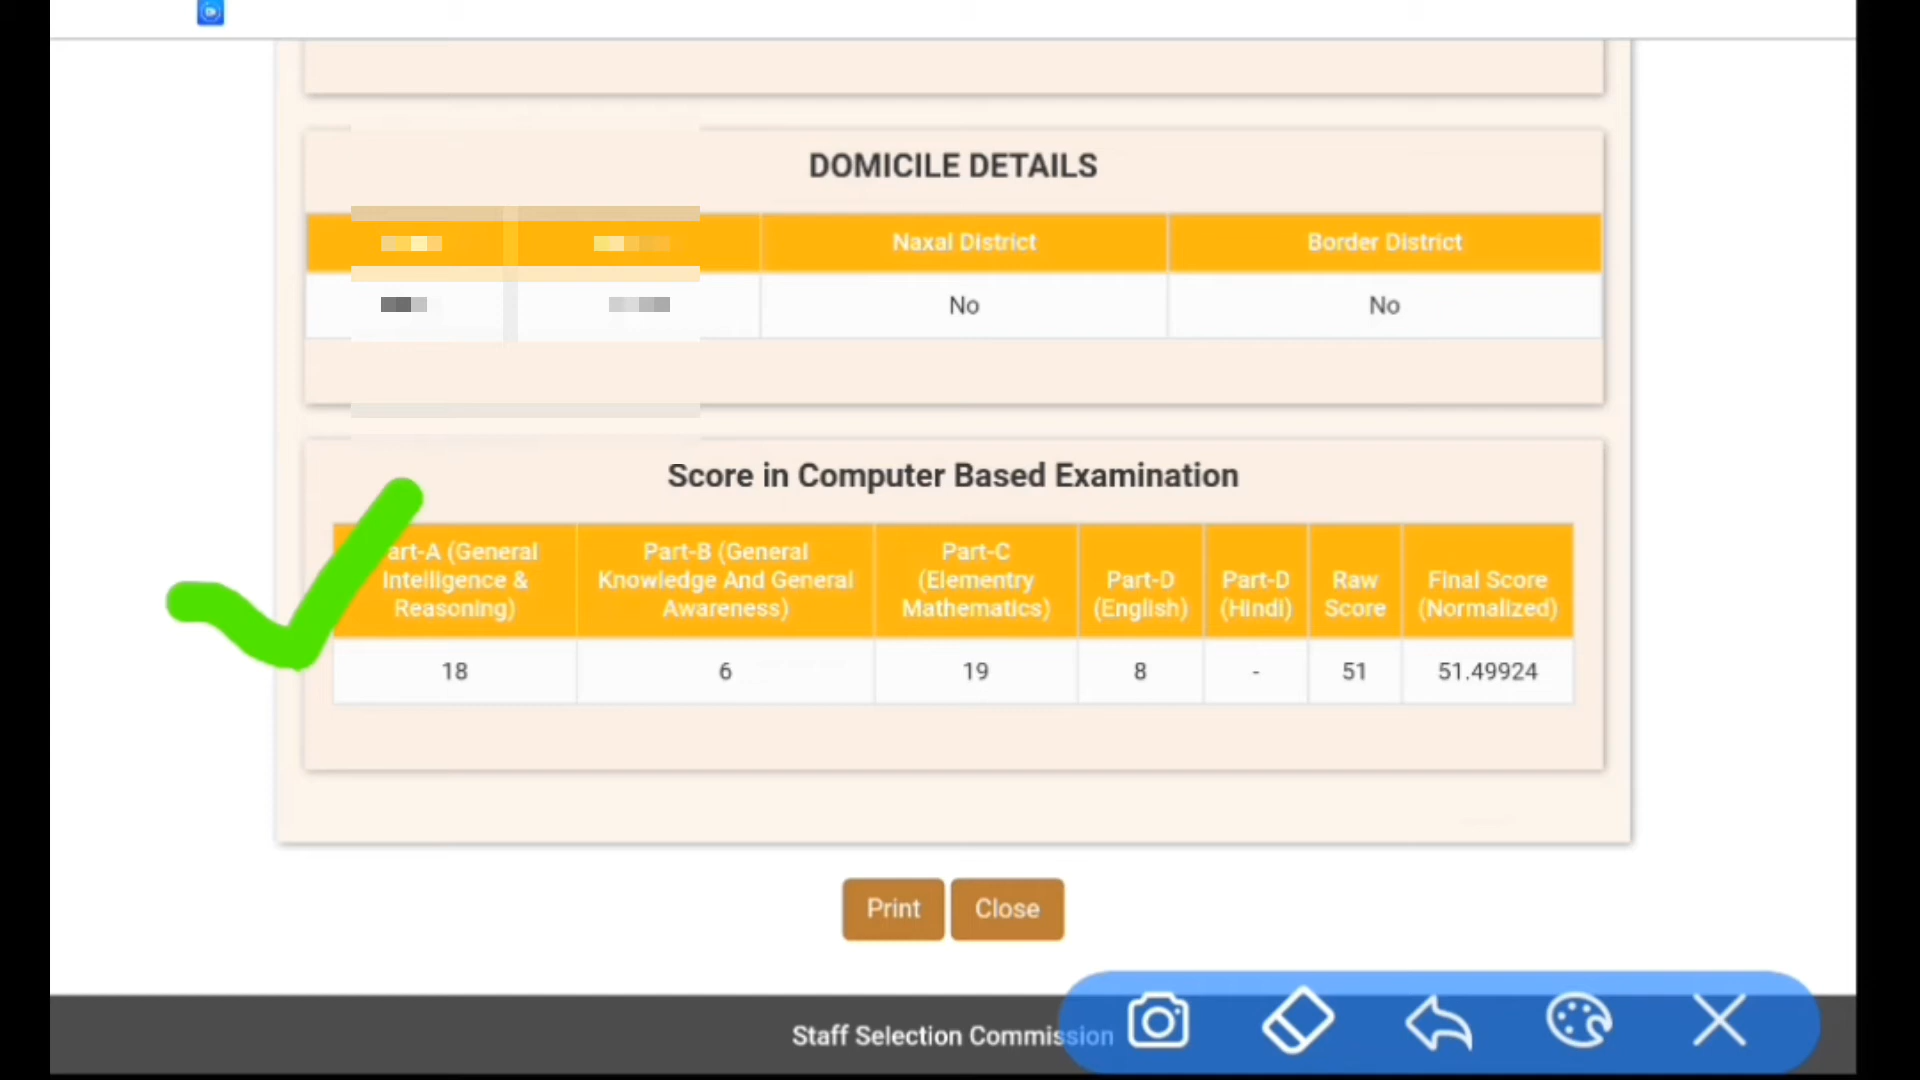 DOMICILE DETAILS
Naxal District
Border District
No
No
Score in Computer Based Examination
art-A (General
Intelligence &
Reasoning)
Part-B (General
Knowledge And General
Awareness)
Part-C
(Elementry
Mathematics)
Part-D
(English)
Part-D
(Hindi)
Raw
Score
Final Score
(Normalized)
18
6
19
8
-
51
51.49924
Print
Close
Staff Selection Commission